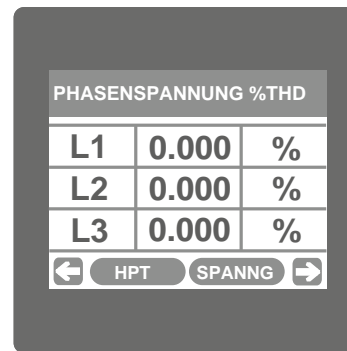 PHASENSPANNUNG %THD
L1 0.000 %
L2 0.000 %
L3 0.000 %
HPT SPANNG